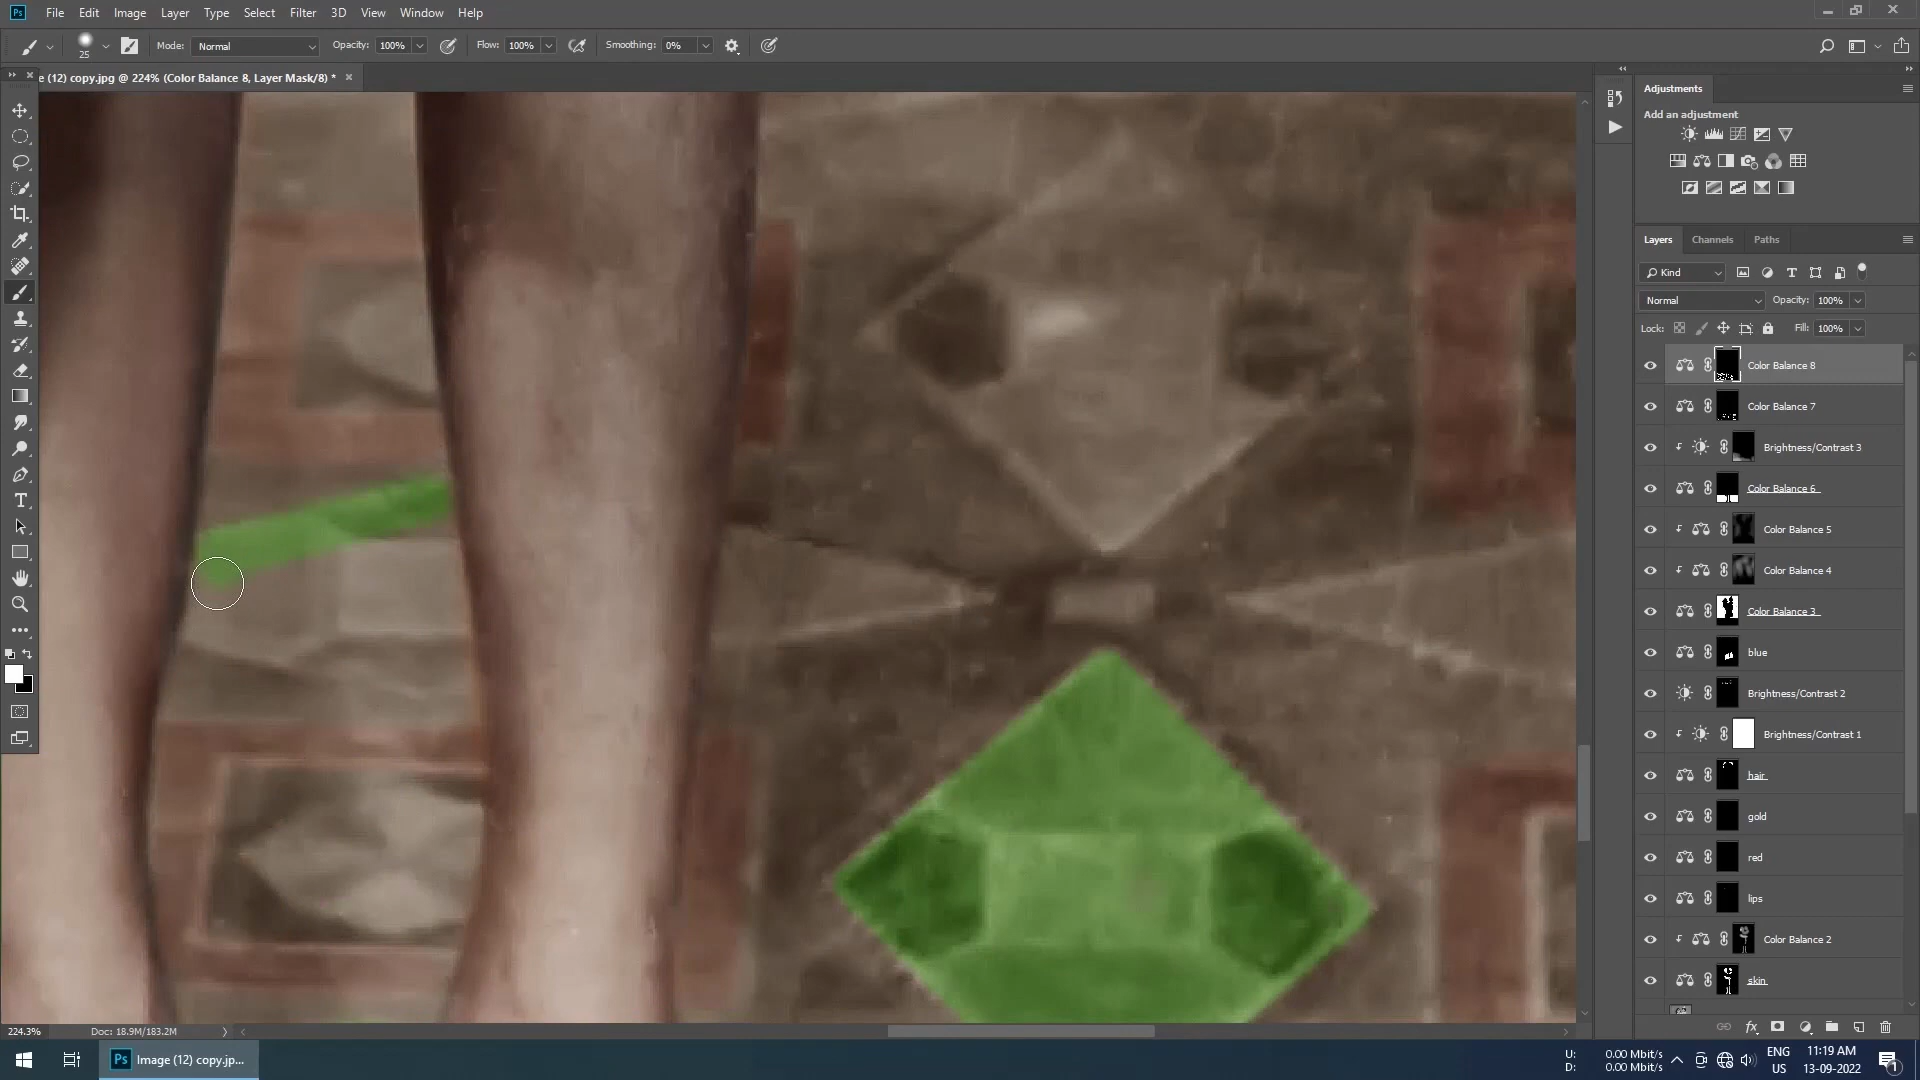 Ps File Edit Image Layer Type Select Filter 3D View Window Help
25 Mode: Normal Opacity: 100% Flow: 100% Smoothing: 0%
e (12) copy.jpg @ 224% (Color Balance 8, Layer Mask/8) * ×
Adjustments
Add an adjustment
Layers Channels Paths
Kind
Normal Opacity: 100%
Lock: Fill: 100%
Color Balance 8
Color Balance 7
Brightness/Contrast 3
Color Balance 6
Color Balance 5
Color Balance 4
Color Balance 3
blue
Brightness/Contrast 2
Brightness/Contrast 1
hair
gold
red
lips
Color Balance 2
skin
224.3% Doc: 18.9M/183.2M
Ps Image (12) copy.jp...
U: 0.00 Mbit/s
D: 0.00 Mbit/s
ENG
US
11:19 AM
13-09-2022
1